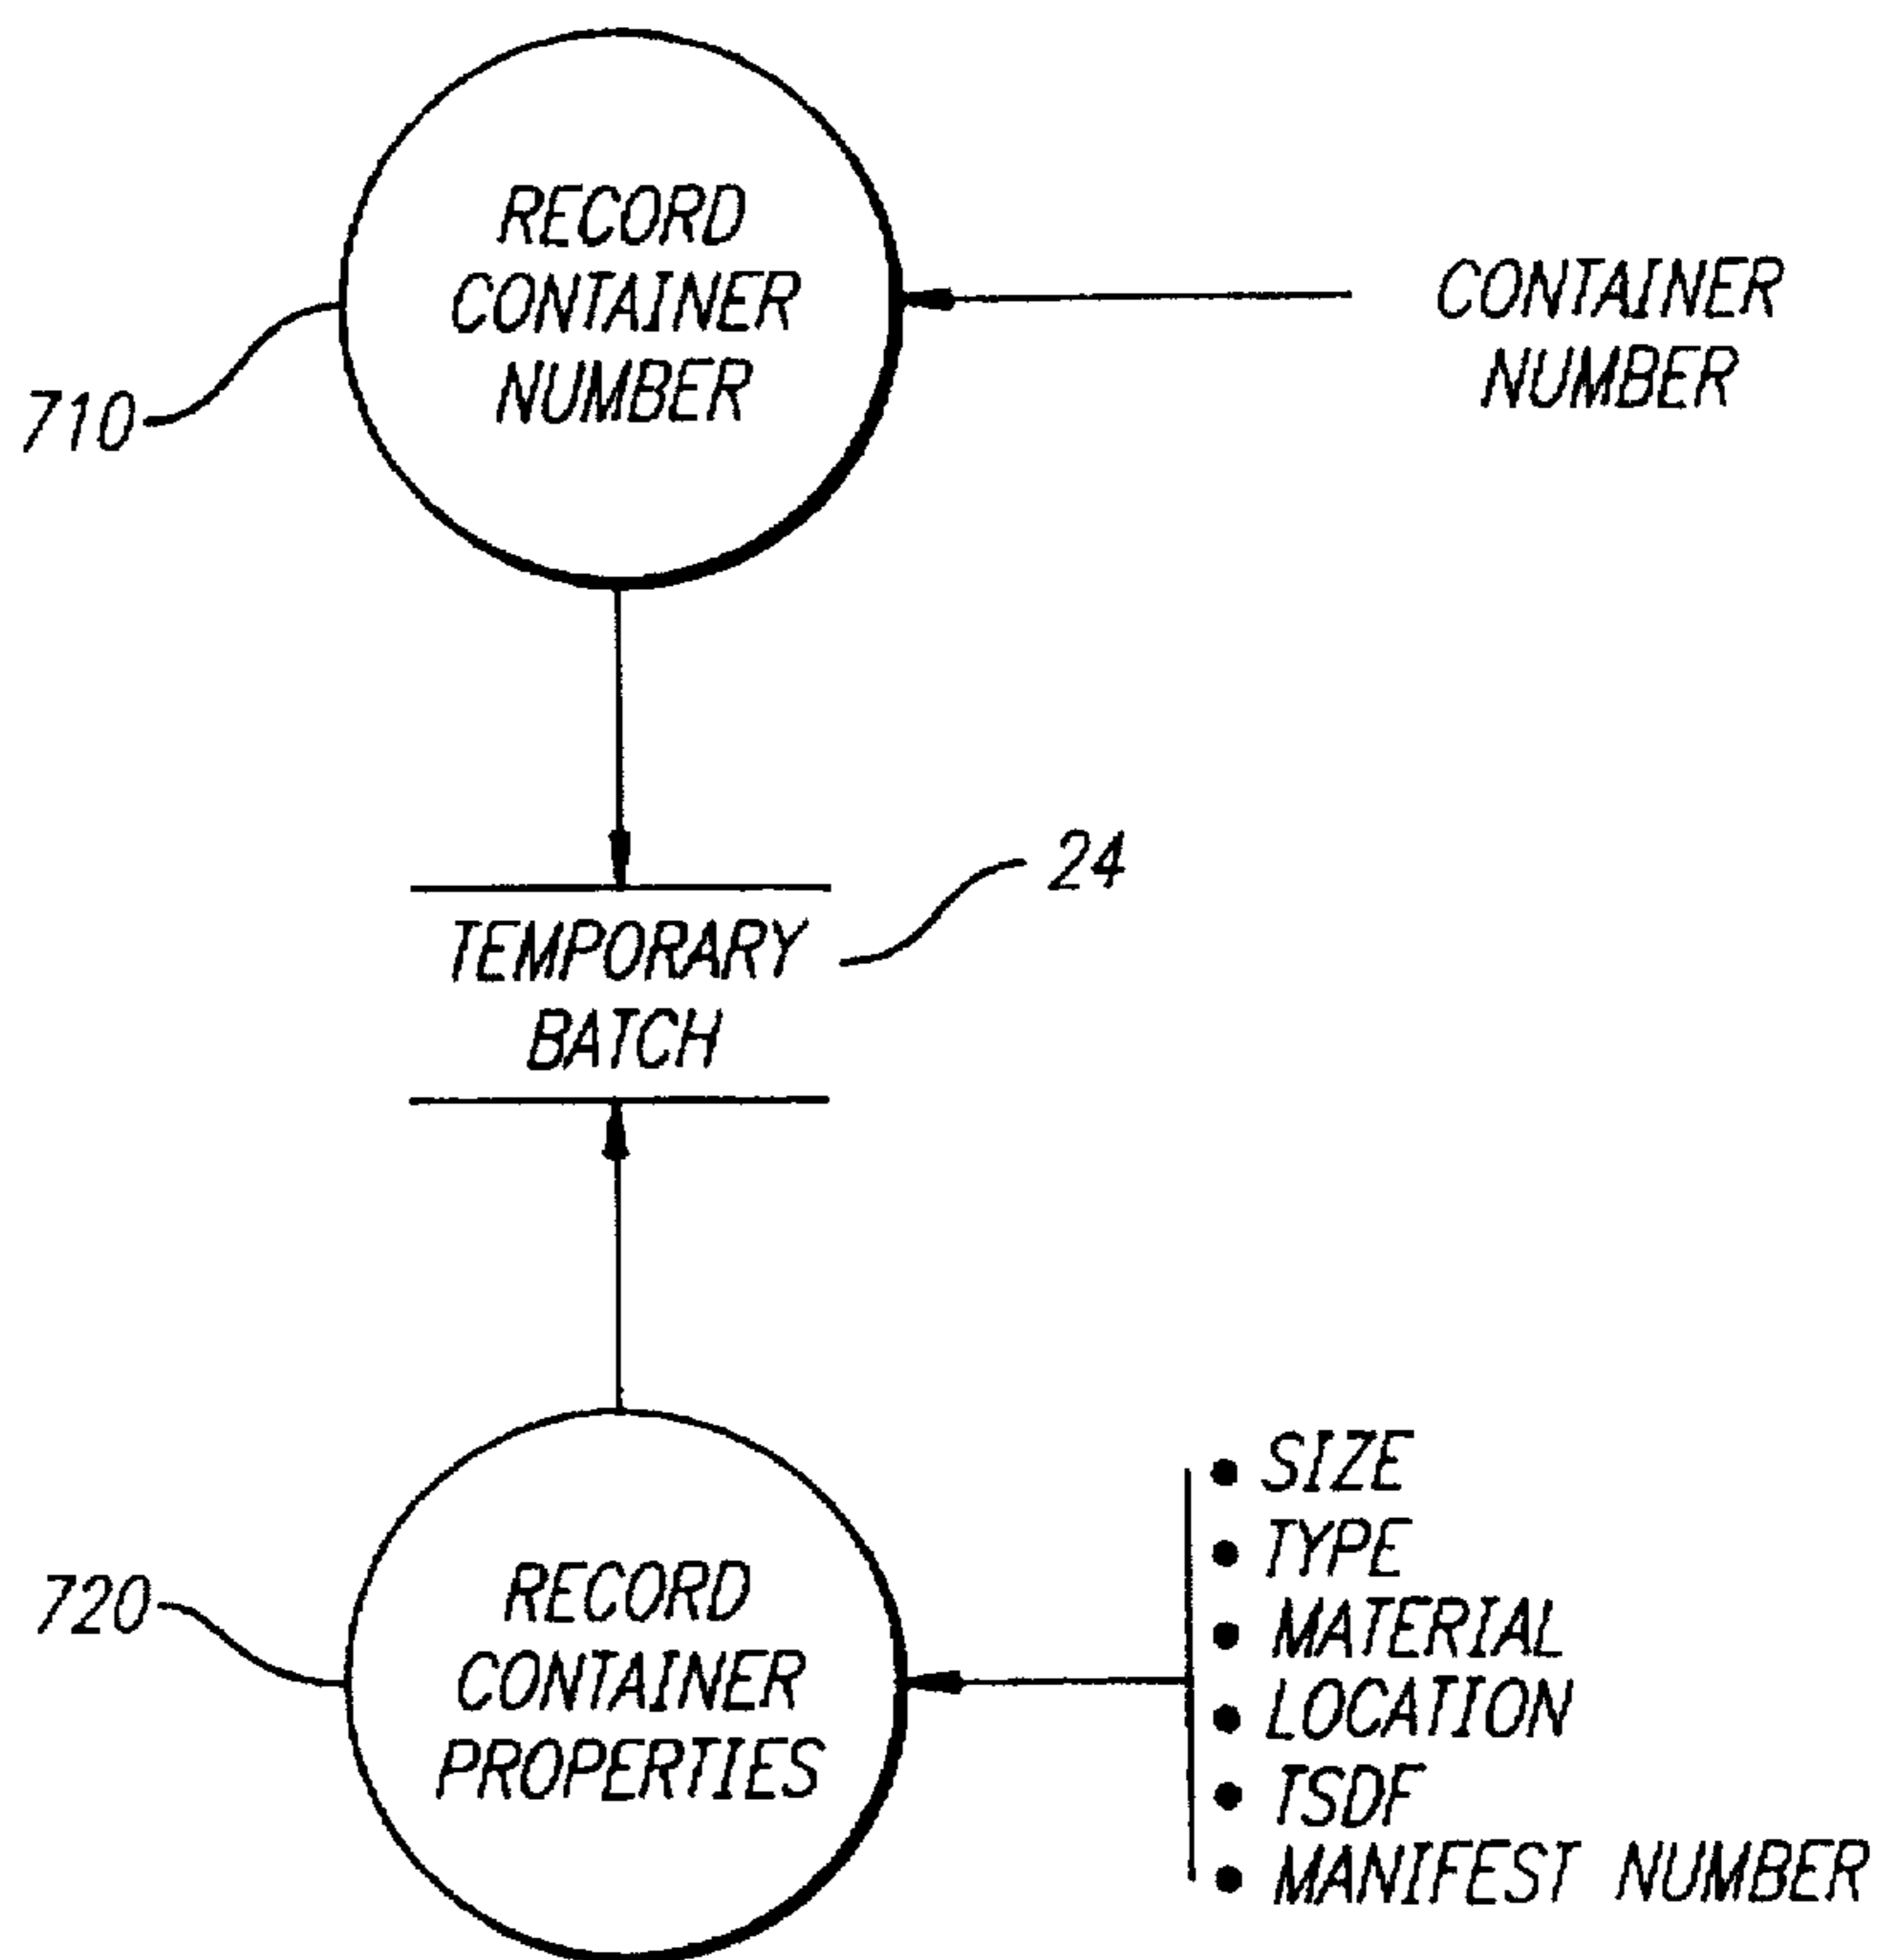 RECORD
CONTAINER
NUMBER
CONTAINER
NUMBER
710
24
TEMPORARY
BATCH
720
RECORD
CONTAINER
PROPERTIES
• SIZE
• TYPE
• MATERIAL
• LOCATION
• TSDF
• MANIFEST NUMBER